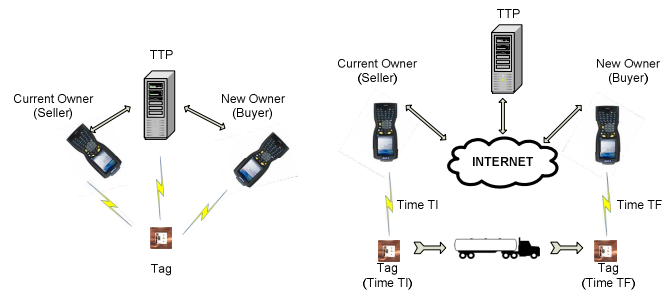 TTP
Current Owner
(Seller)
New Owner
(Buyer)
Tag
TTP
Current Owner
(Seller)
New Owner
(Buyer)
INTERNET
Time TI
Time TF
Tag
(Time TI)
Tag
(Time TF)